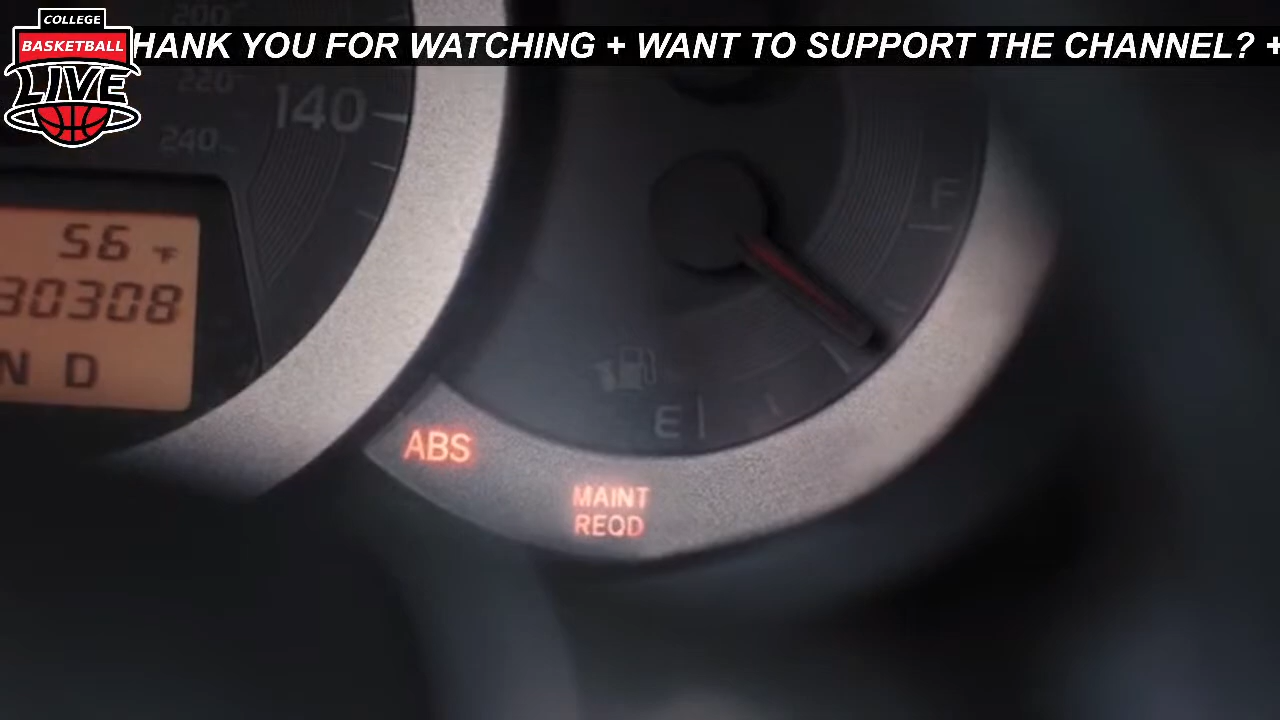 COLLEGE
BASKETBALL
LIVE
HANK YOU FOR WATCHING + WANT TO SUPPORT THE CHANNEL? +
200
220
140
240
56 °F
30308
N D
F
E
ABS
MAINT
REQD